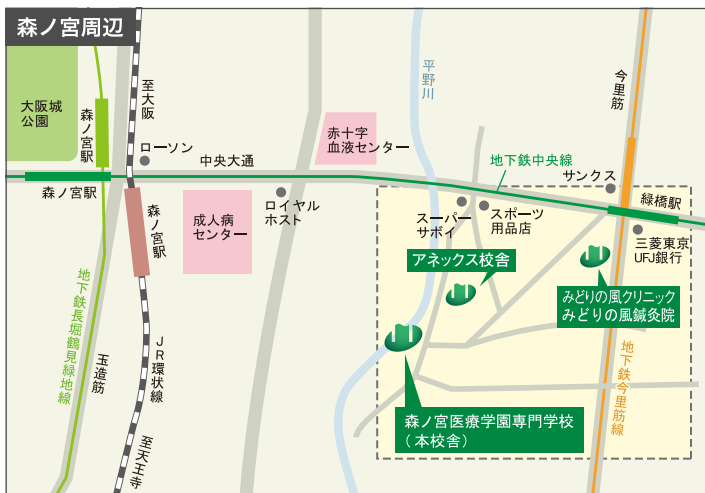 森ノ宮周辺
大阪城
公園
森ノ宮駅
至大阪
ローソン
中央大通
赤十字
血液センター
平野川
今里筋
地下鉄中央線
サンクス
緑橋駅
森ノ宮駅
森ノ宮駅
成人病
センター
ロイヤル
ホスト
スーパー
サボイ
スポーツ
用品店
三菱東京
UFJ銀行
アネックス校舎
みどりの風クリニック
みどりの風鍼灸院
地下鉄長堀鶴見緑地線
玉造筋
JR環状線
至天王寺
地下鉄今里筋線
森ノ宮医療学園専門学校
（本校舎）